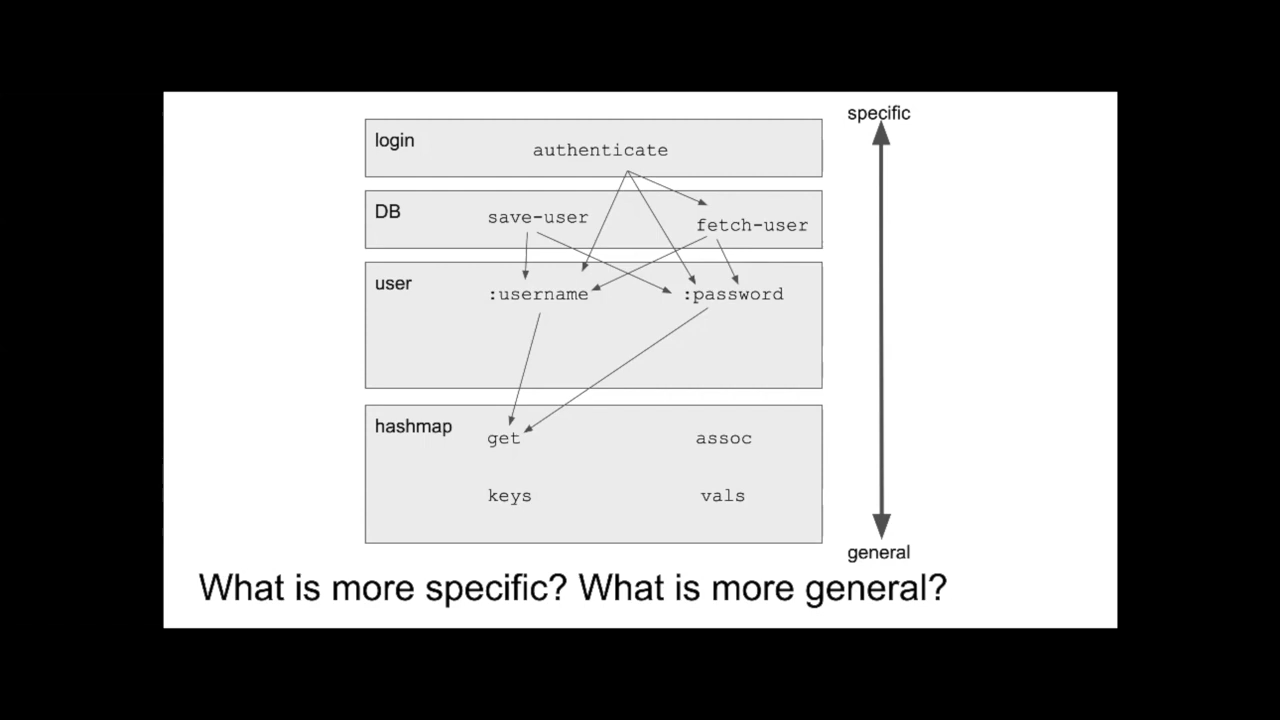 specific
login
authenticate
DB
save-user
fetch-user
user
:username
:password
hashmap
get
assoc
keys
vals
general
What is more specific? What is more general?